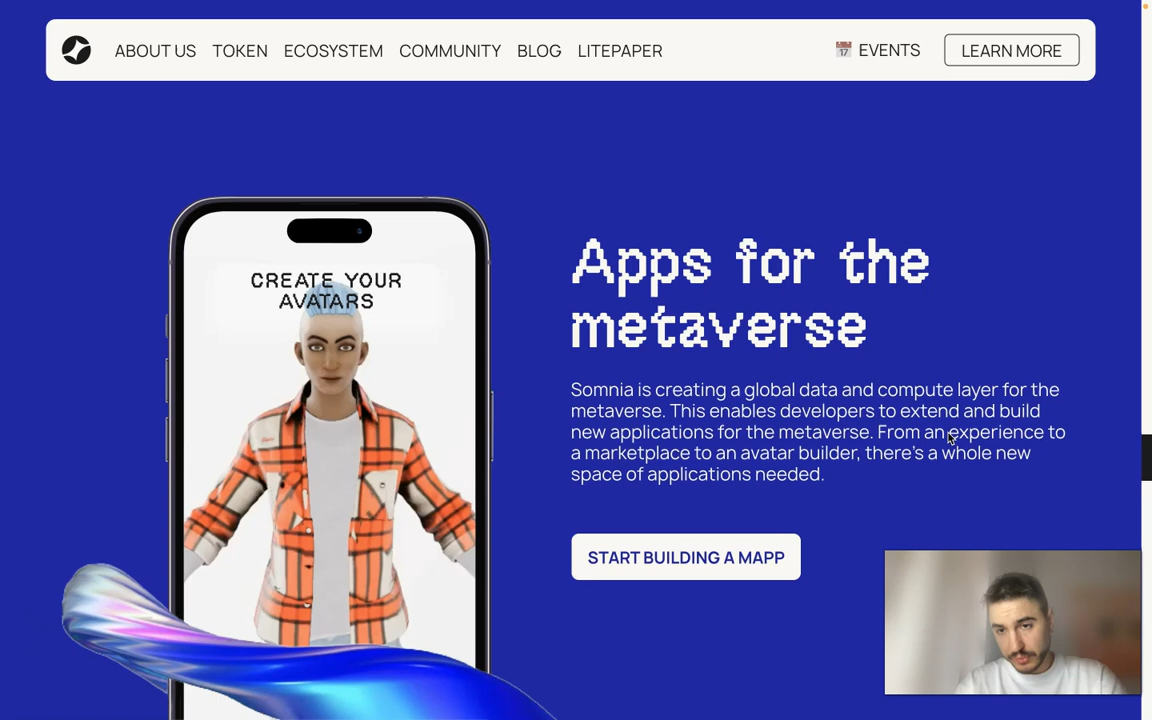 ABOUT US TOKEN ECOSYSTEM COMMUNITY BLOG LITEPAPER 17 EVENTS LEARN MORE
CREATE YOUR
AVATARS
Apps for the
metaverse
Somnia is creating a global data and compute layer for the
metaverse. This enables developers to extend and build
new applications for the metaverse. From an experience to
a marketplace to an avatar builder, there's a whole new
space of applications needed.
START BUILDING A MAPP